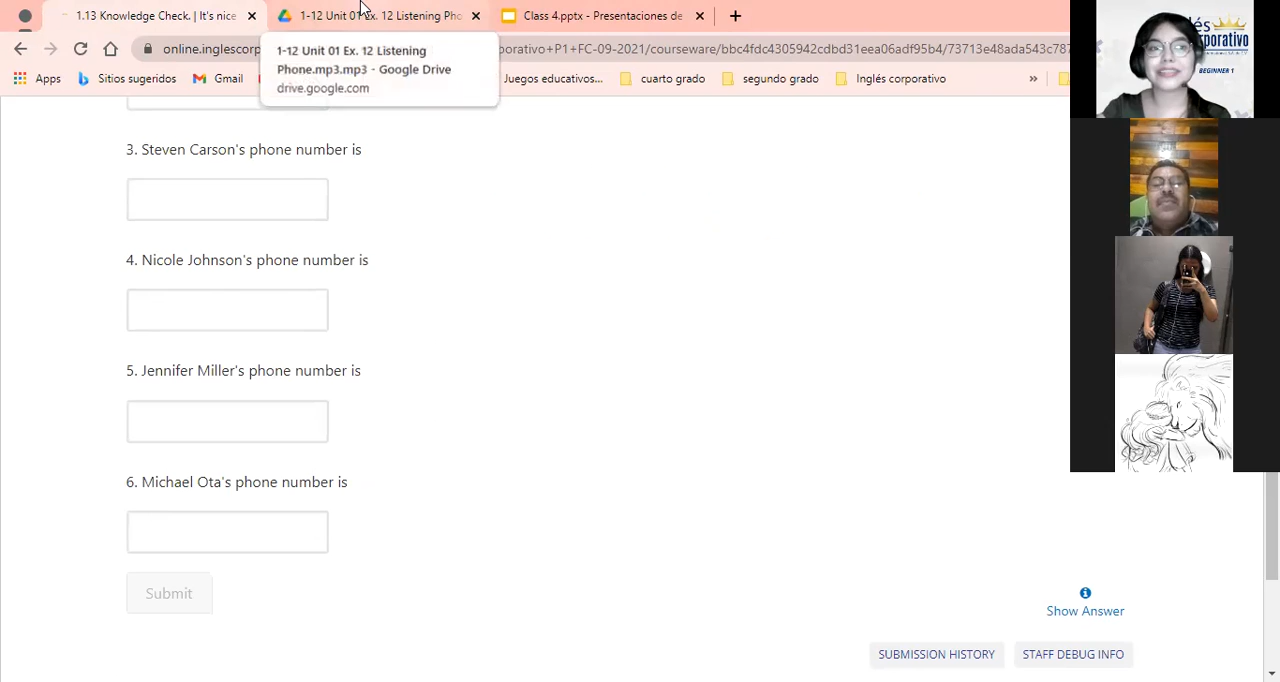 1.13 Knowledge Check. | It's nice
1-12 Unit 01 Ex. 12 Listening Pho
Class 4.pptx - Presentaciones de
online.inglescorp
orporativo+P1+FC-09-2021/courseware/bbc4fdc4305942cdbd31eea06adf95b4/73713e48ada543c787
1-12 Unit 01 Ex. 12 Listening
Phone.mp3.mp3 - Google Drive
drive.google.com
Apps
Sitios sugeridos
Gmail
Juegos educativos...
cuarto grado
segundo grado
Inglés corporativo
»
BEGINNER 1
3. Steven Carson's phone number is
4. Nicole Johnson's phone number is
5. Jennifer Miller's phone number is
6. Michael Ota's phone number is
Submit
Show Answer
SUBMISSION HISTORY
STAFF DEBUG INFO